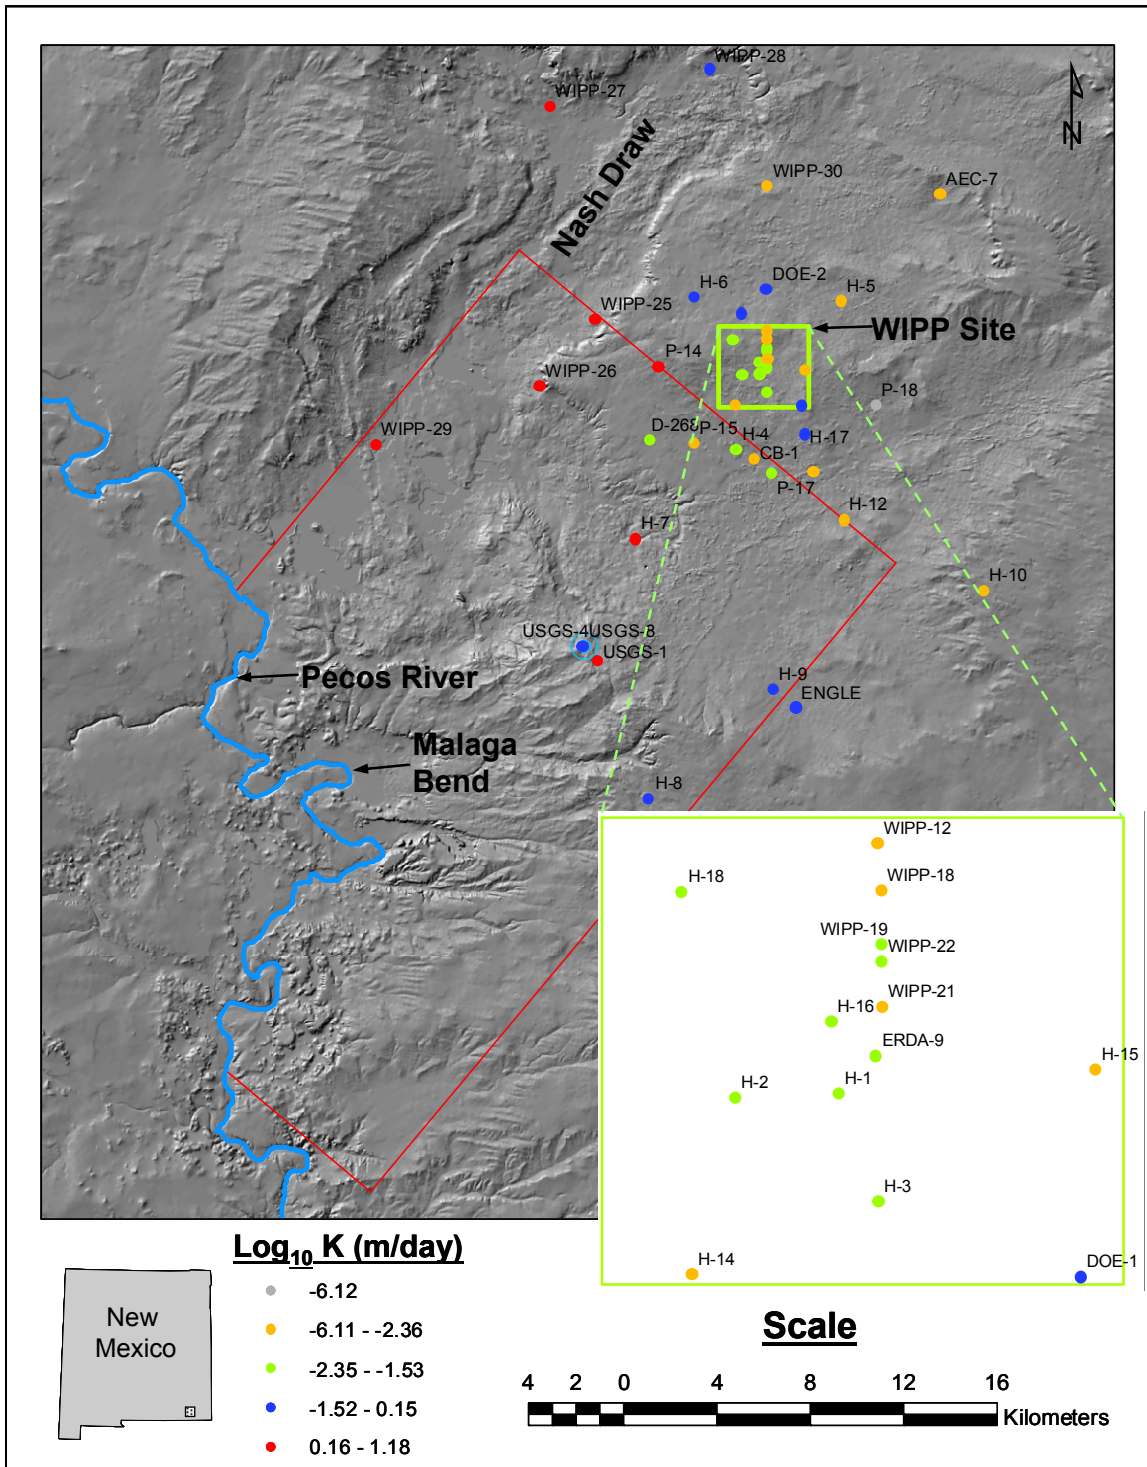 WIPP-28
WIPP-27
N
Nash Draw
WIPP-30
AEC-7
DOE-2
H-6
H-5
WIPP-25
WIPP Site
P-14
WIPP-26
P-18
WIPP-29
D-268
P-15
H-4
H-17
CB-1
P-17
H-12
H-7
H-10
USGS-4
USGS-8
USGS-1
Pecos River
H-9
ENGLE
Malaga
Bend
H-8
WIPP-12
H-18
WIPP-18
WIPP-19
WIPP-22
WIPP-21
H-16
ERDA-9
H-15
H-2
H-1
H-3
H-14
DOE-1
Log10 K (m/day)
-6.12
-6.11 - -2.36
-2.35 - -1.53
-1.52 - 0.15
0.16 - 1.18
New
Mexico
Scale
4 2 0 4 8 12 16
Kilometers